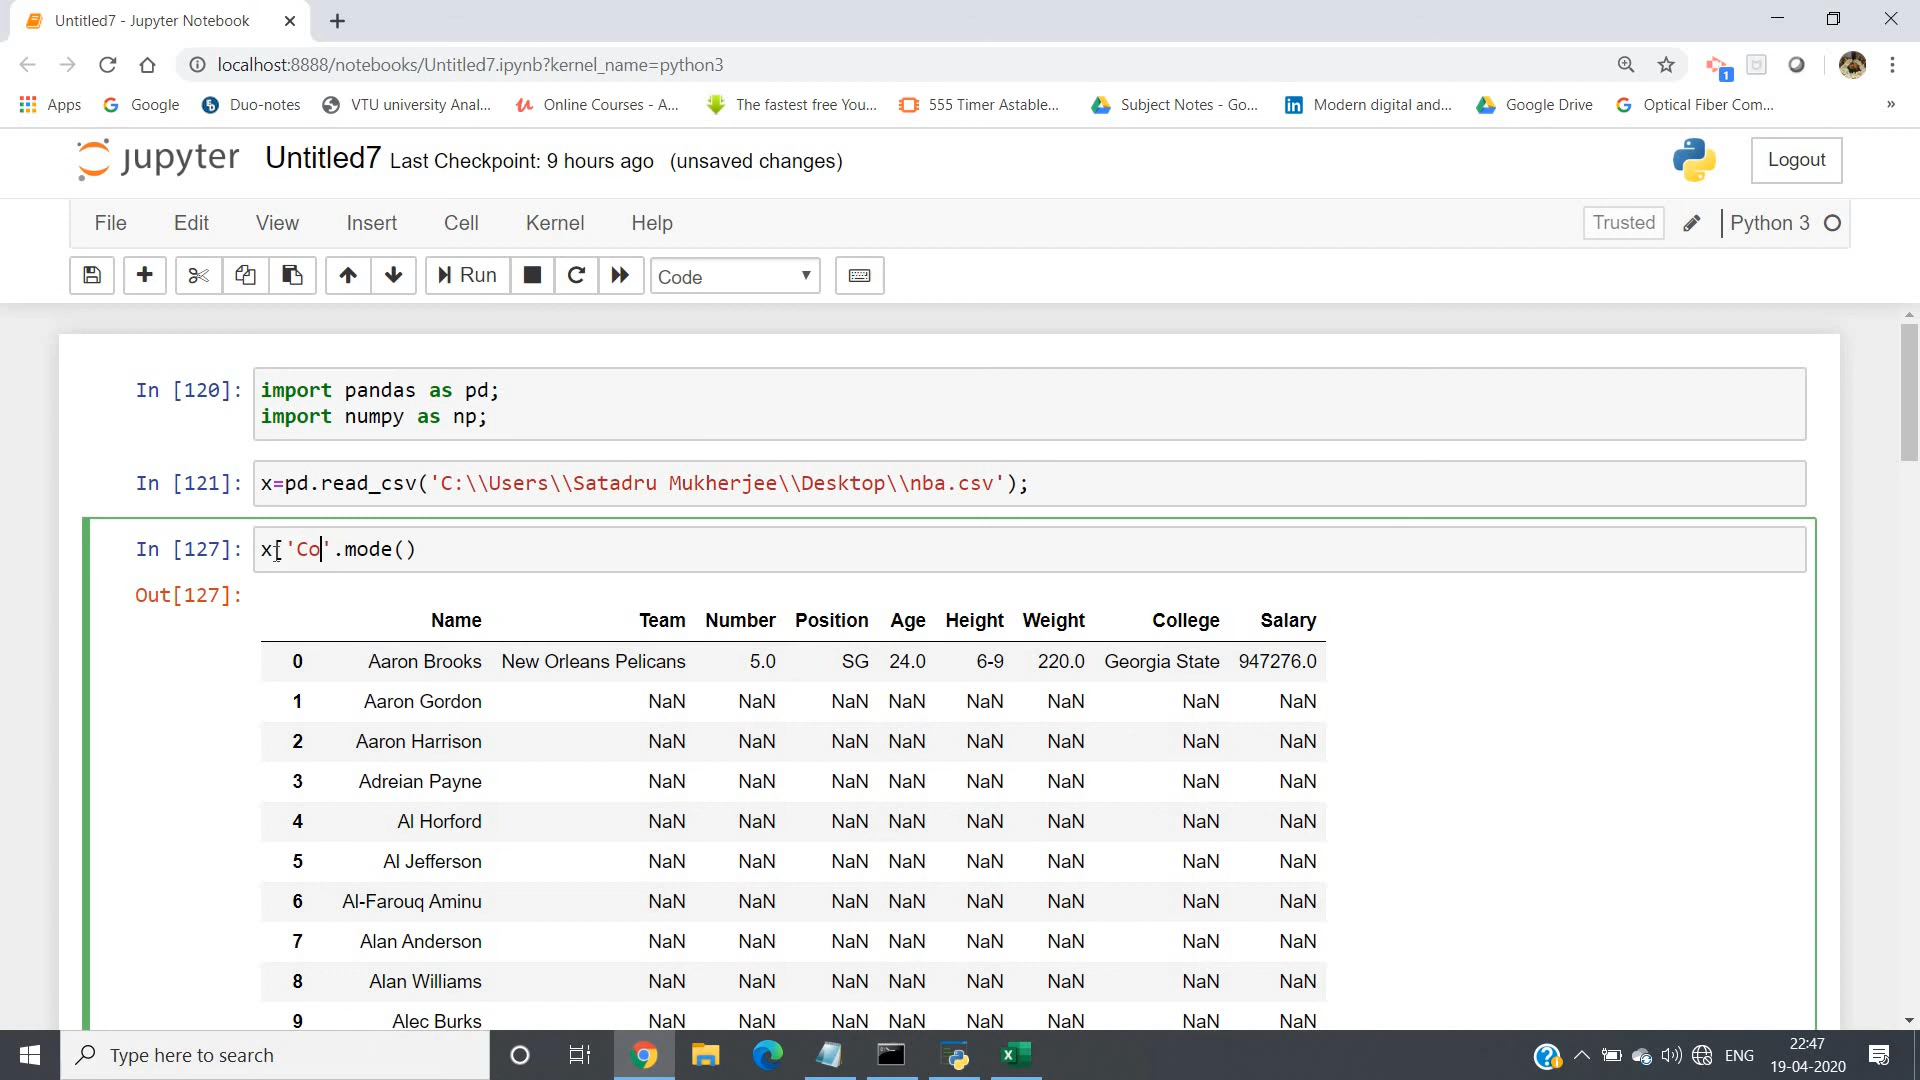 Untitled7 - Jupyter Notebook
localhost:8888/notebooks/Untitled7.ipynb?kernel_name=python3
1
Apps Google Duo-notes VTU university Anal... Online Courses - A... The fastest free You... 555 Timer Astable... Subject Notes - Go... Modern digital and... Google Drive Optical Fiber Com... »
jupyter Untitled7 Last Checkpoint: 9 hours ago (unsaved changes) Logout
File Edit View Insert Cell Kernel Help Trusted Python 3
Run Code
In [120]: import pandas as pd;
import numpy as np;
In [121]: x=pd.read_csv('C:\\Users\\Satadru Mukherjee\\Desktop\\nba.csv');
In [127]: x['Co'.mode()
Out[127]:
Name Team Number Position Age Height Weight College Salary
0 Aaron Brooks New Orleans Pelicans 5.0 SG 24.0 6-9 220.0 Georgia State 947276.0
1 Aaron Gordon NaN NaN NaN NaN NaN NaN NaN NaN
2 Aaron Harrison NaN NaN NaN NaN NaN NaN NaN NaN
3 Adreian Payne NaN NaN NaN NaN NaN NaN NaN NaN
4 Al Horford NaN NaN NaN NaN NaN NaN NaN NaN
5 Al Jefferson NaN NaN NaN NaN NaN NaN NaN NaN
6 Al-Farouq Aminu NaN NaN NaN NaN NaN NaN NaN NaN
7 Alan Anderson NaN NaN NaN NaN NaN NaN NaN NaN
8 Alan Williams NaN NaN NaN NaN NaN NaN NaN NaN
9 Alec Burks NaN NaN NaN NaN NaN NaN NaN NaN
Type here to search
ENG
22:47
19-04-2020